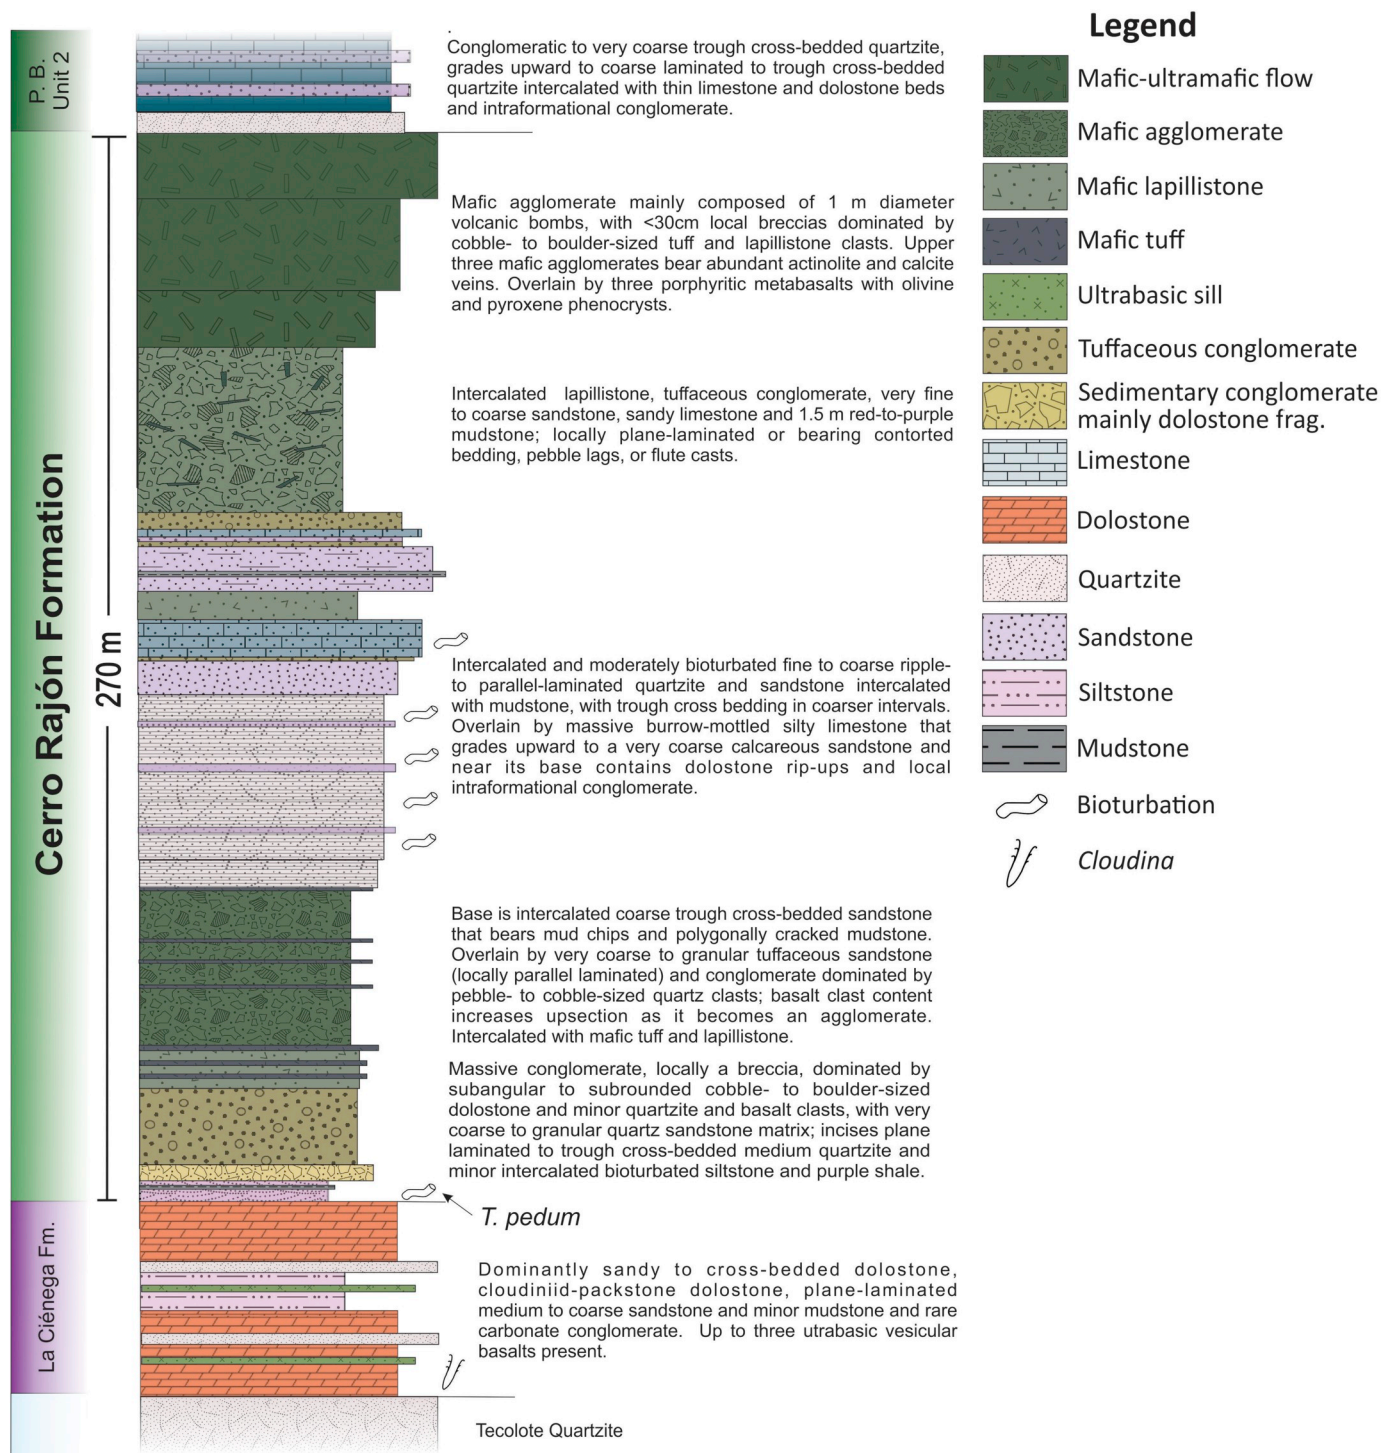 P. B.
Unit 2
Cerro Rajón Formation
La Ciénega Fm.
270 m
.
Conglomeratic to very coarse trough cross-bedded quartzite,
grades upward to coarse laminated to trough cross-bedded
quartzite intercalated with thin limestone and dolostone beds
and intraformational conglomerate.
Mafic agglomerate mainly composed of 1 m diameter
volcanic bombs, with <30cm local breccias dominated by
cobble- to boulder-sized tuff and lapillistone clasts. Upper
three mafic agglomerates bear abundant actinolite and calcite
veins. Overlain by three porphyritic metabasalts with olivine
and pyroxene phenocrysts.
Intercalated lapillistone, tuffaceous conglomerate, very fine
to coarse sandstone, sandy limestone and 1.5 m red-to-purple
mudstone; locally plane-laminated or bearing contorted
bedding, pebble lags, or flute casts.
Intercalated and moderately bioturbated fine to coarse ripple-
to parallel-laminated quartzite and sandstone intercalated
with mudstone, with trough cross bedding in coarser intervals.
Overlain by massive burrow-mottled silty limestone that
grades upward to a very coarse calcareous sandstone and
near its base contains dolostone rip-ups and local
intraformational conglomerate.
Base is intercalated coarse trough cross-bedded sandstone
that bears mud chips and polygonally cracked mudstone.
Overlain by very coarse to granular tuffaceous sandstone
(locally parallel laminated) and conglomerate dominated by
pebble- to cobble-sized quartz clasts; basalt clast content
increases upsection as it becomes an agglomerate.
Intercalated with mafic tuff and lapillistone.
Massive conglomerate, locally a breccia, dominated by
subangular to subrounded cobble- to boulder-sized
dolostone and minor quartzite and basalt clasts, with very
coarse to granular quartz sandstone matrix; incises plane
laminated to trough cross-bedded medium quartzite and
minor intercalated bioturbated siltstone and purple shale.
T. pedum
Dominantly sandy to cross-bedded dolostone,
cloudiniid-packstone dolostone, plane-laminated
medium to coarse sandstone and minor mudstone and rare
carbonate conglomerate. Up to three utrabasic vesicular
basalts present.
Tecolote Quartzite
Legend
Mafic-ultramafic flow
Mafic agglomerate
Mafic lapillistone
Mafic tuff
Ultrabasic sill
Tuffaceous conglomerate
Sedimentary conglomerate
mainly dolostone frag.
Limestone
Dolostone
Quartzite
Sandstone
Siltstone
Mudstone
Bioturbation
Cloudina